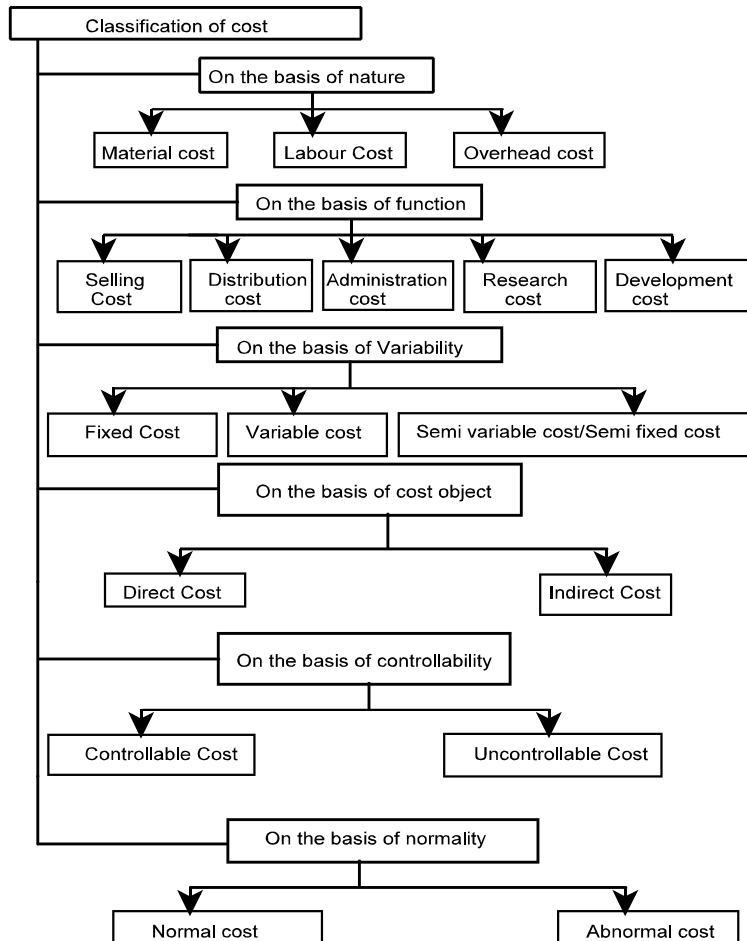 Classification of cost
On the basis of nature
Material cost
Labour Cost
Overhead cost
On the basis of function
Selling
Cost
Distribution
cost
Administration
cost
Research
cost
Development
cost
On the basis of Variability
Fixed Cost
Variable cost
Semi variable cost/Semi fixed cost
On the basis of cost object
Direct Cost
Indirect Cost
On the basis of controllability
Controllable Cost
Uncontrollable Cost
On the basis of normality
Normal cost
Abnormal cost